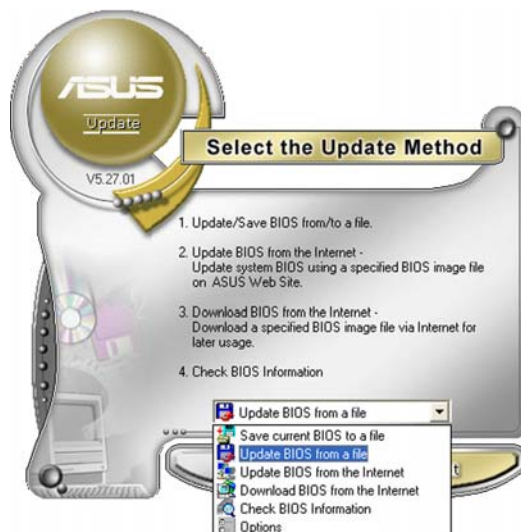 ASUS
Update
V5.27.01
Select the Update Method
1. Update/Save BIOS from/to a file.
2. Update BIOS from the Internet -
Update system BIOS using a specified BIOS image file
on ASUS Web Site.
3. Download BIOS from the Internet -
Download a specified BIOS image file via Internet for
later usage.
4. Check BIOS Information
Update BIOS from a file
Save current BIOS to a file
Update BIOS from a file
Update BIOS from the Internet
Download BIOS from the Internet
Check BIOS Information
Options